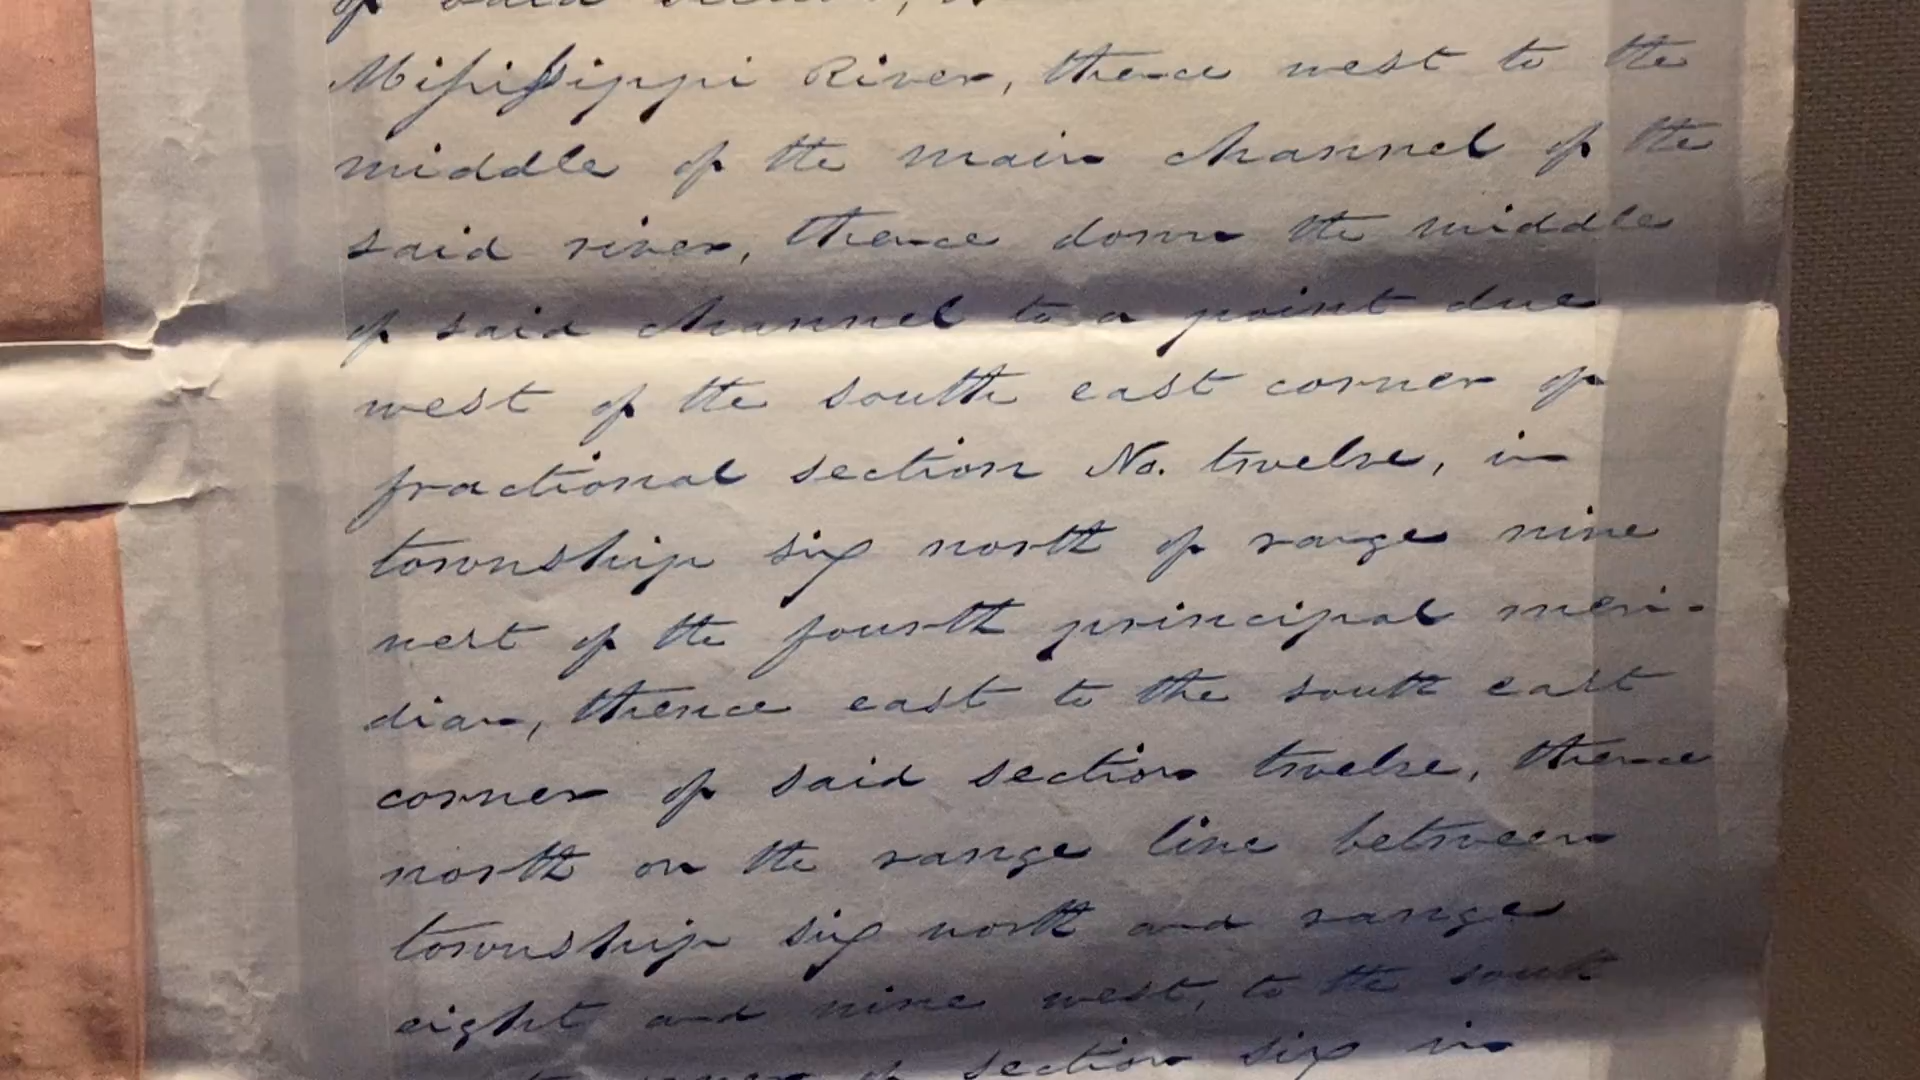 of said
Mississippi River, thence west to the
middle of the main channel of the
said river, thence down the middle
of said channel to a point due
west of the south east corner of
fractional section No. twelve, in
township six north of range nine
west of the fourth principal meri-
dian, thence east to the south east
corner of said section twelve, thence
north on the range line between
township six north and range
eight and nine west, to the south
corner of section six in